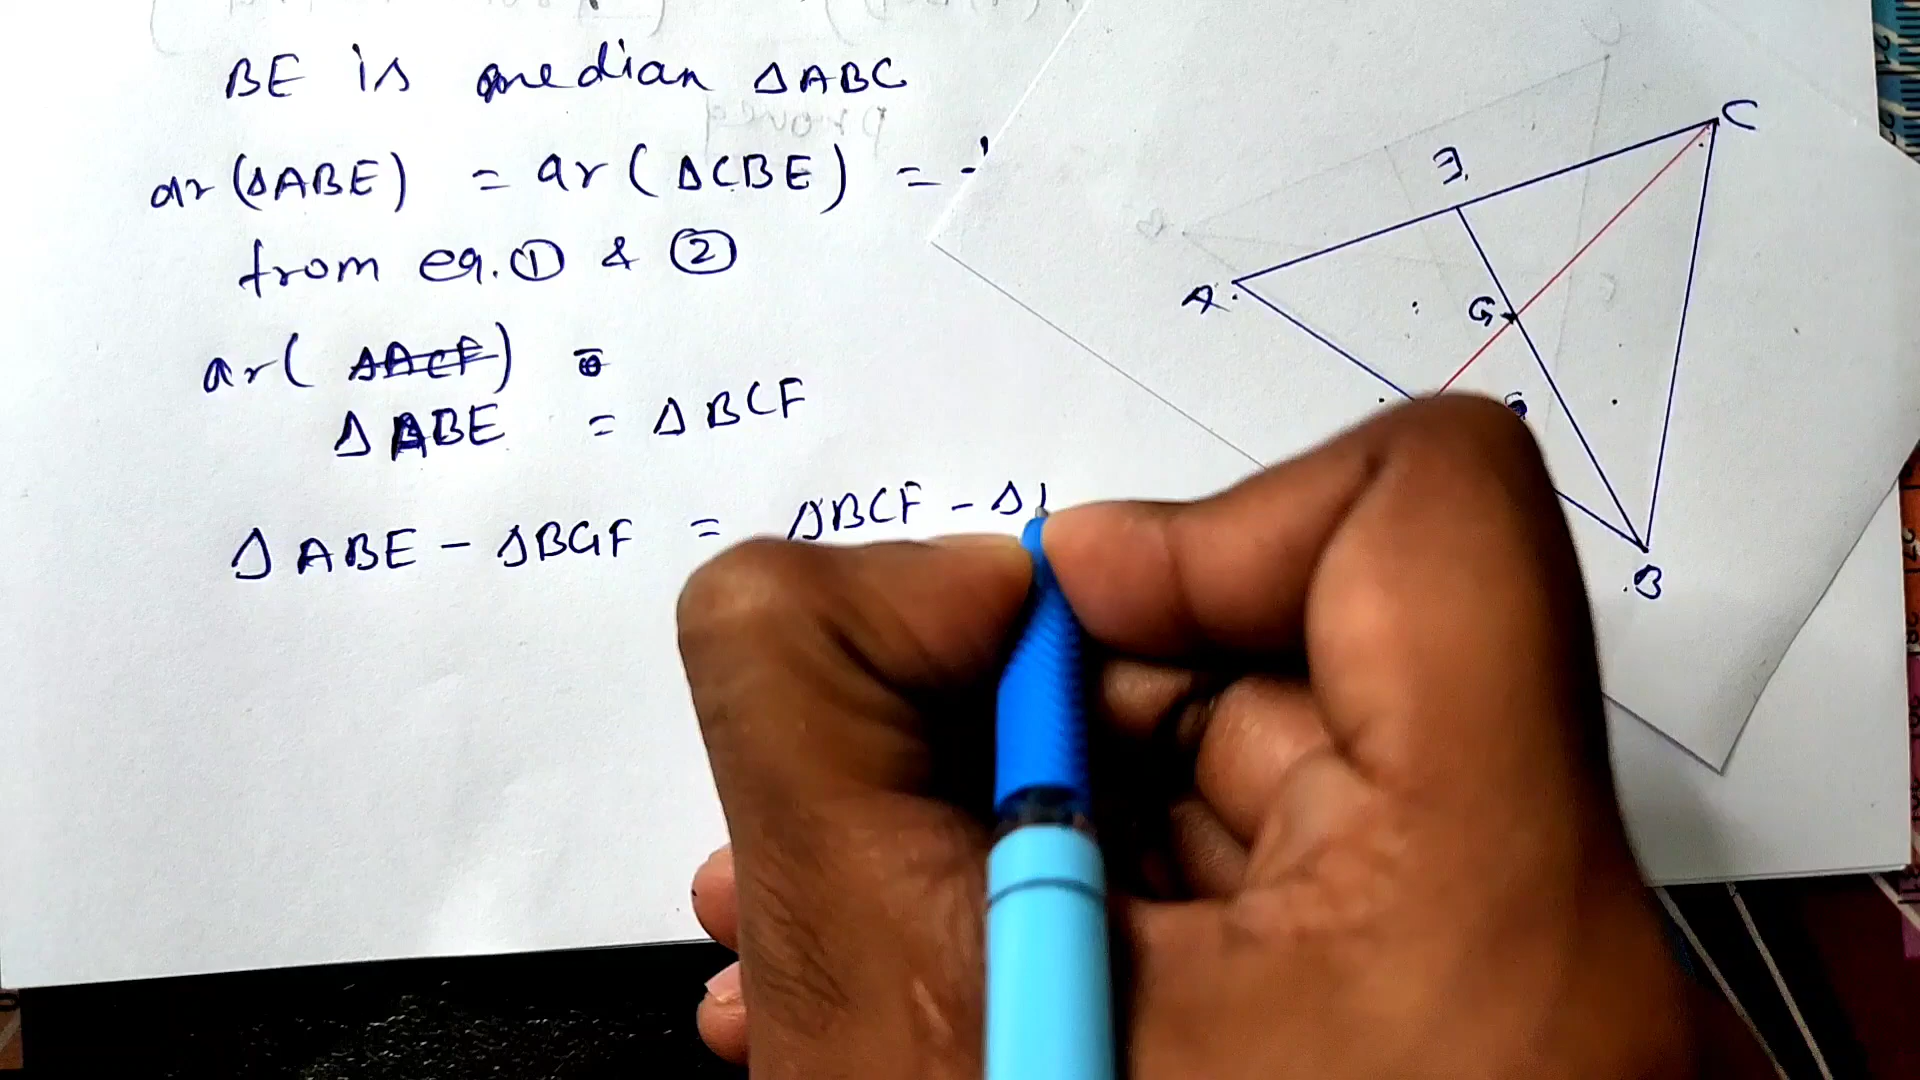 BE is median ΔABC
ar (ΔABE) = ar (ΔCBE) = -
from eq. ① & ②
ar( ΔACF)
ΔABE = ΔBCF
ΔABE - ΔBGF = ΔBCF - Δ
C
E
A
G
B